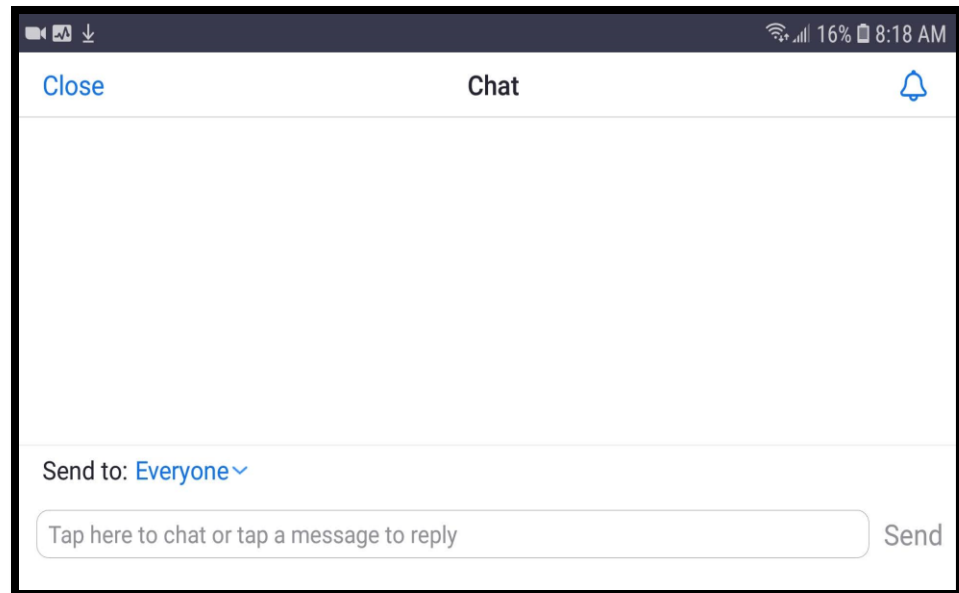 16% 8:18 AM
Close Chat
Send to: Everyone
Tap here to chat or tap a message to reply Send